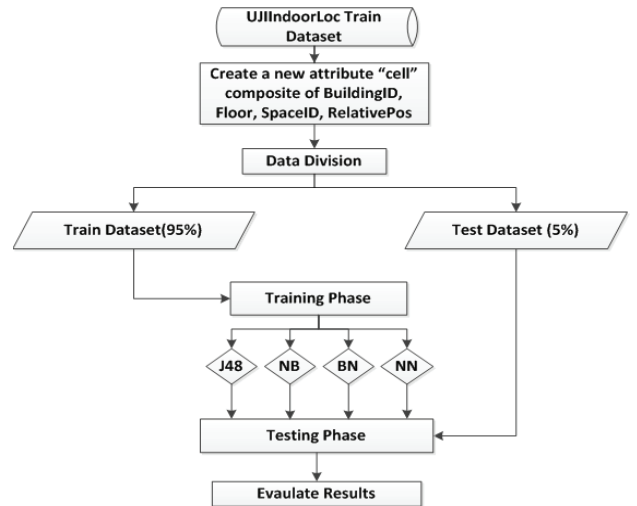 UJIIndoorLoc Train
Dataset
Create a new attribute “cell”
composite of BuildingID,
Floor, SpaceID, RelativePos
Data Division
Train Dataset(95%)
Test Dataset (5%)
Training Phase
J48
NB
BN
NN
Testing Phase
Evaulate Results